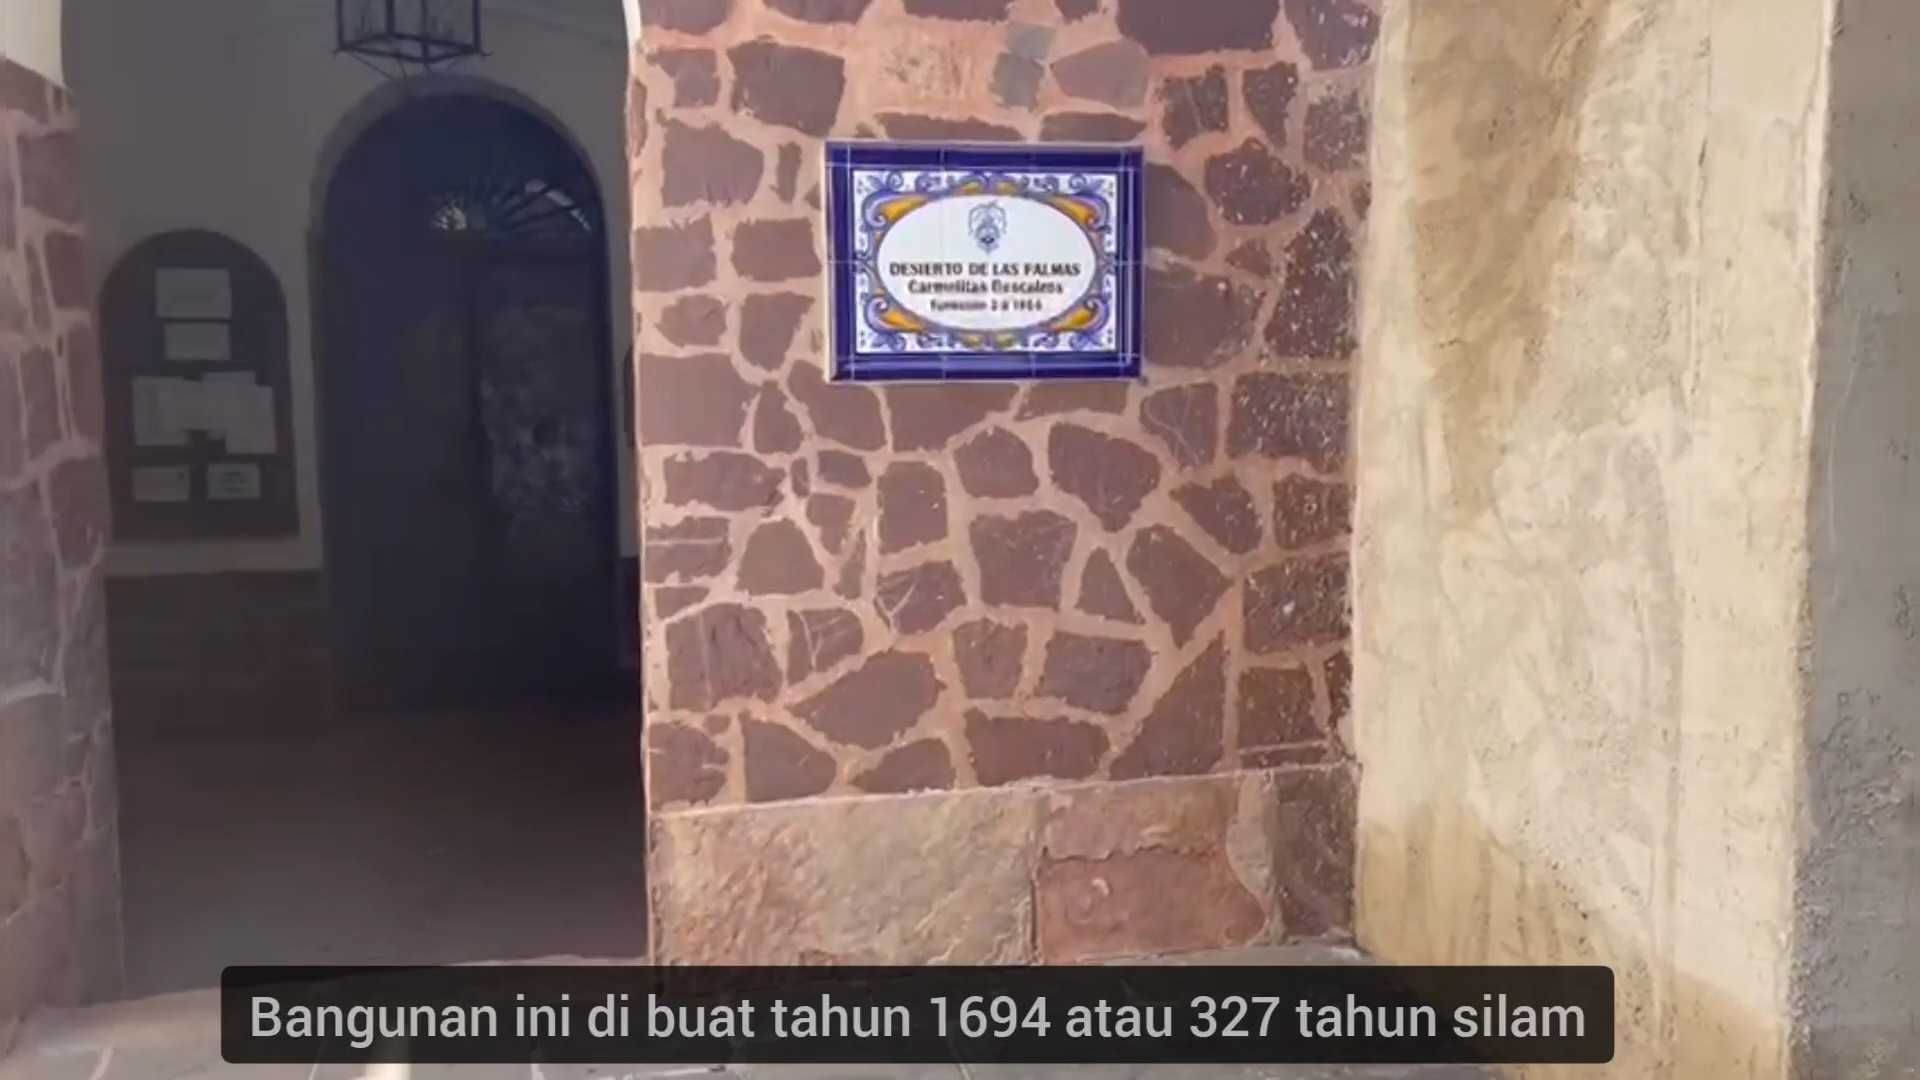 DESIERTO DE LAS PALMAS
Carmelitas Descalzos
Bangunan ini di buat tahun 1694 atau 327 tahun silam